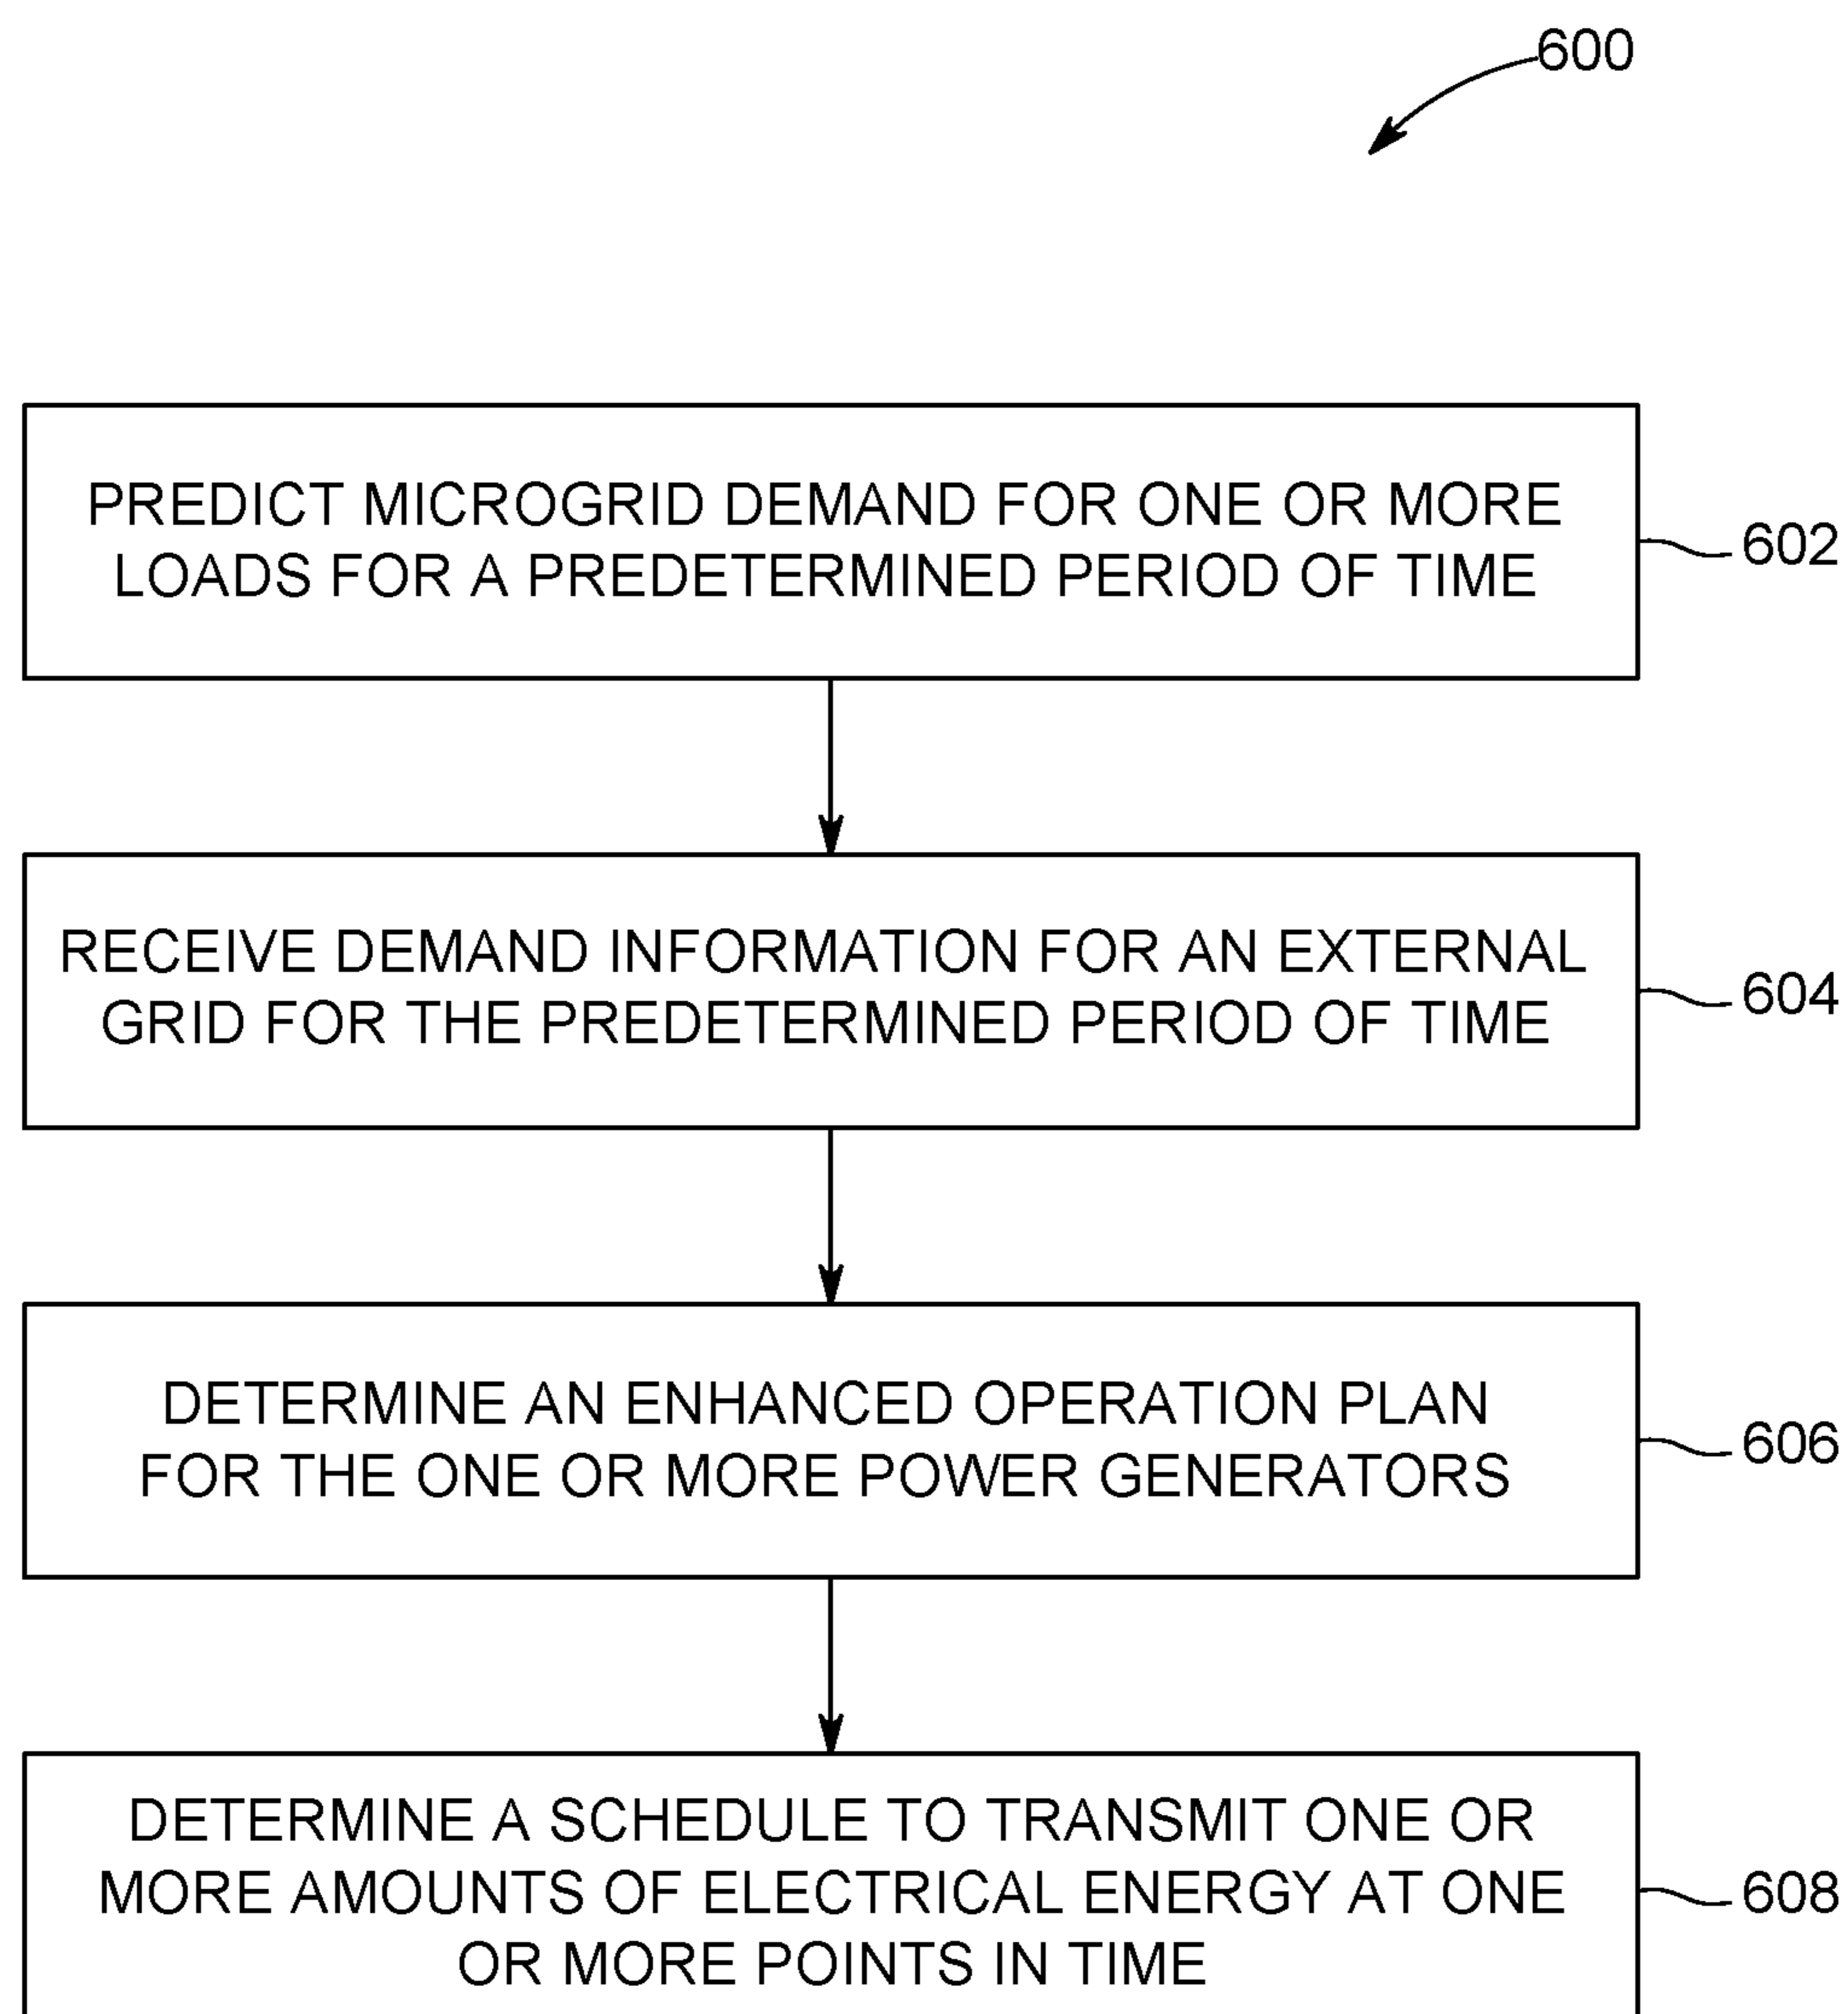 600
PREDICT MICROGRID DEMAND FOR ONE OR MORE
LOADS FOR A PREDETERMINED PERIOD OF TIME
602
RECEIVE DEMAND INFORMATION FOR AN EXTERNAL
GRID FOR THE PREDETERMINED PERIOD OF TIME
604
DETERMINE AN ENHANCED OPERATION PLAN
FOR THE ONE OR MORE POWER GENERATORS
606
DETERMINE A SCHEDULE TO TRANSMIT ONE OR
MORE AMOUNTS OF ELECTRICAL ENERGY AT ONE
OR MORE POINTS IN TIME
608